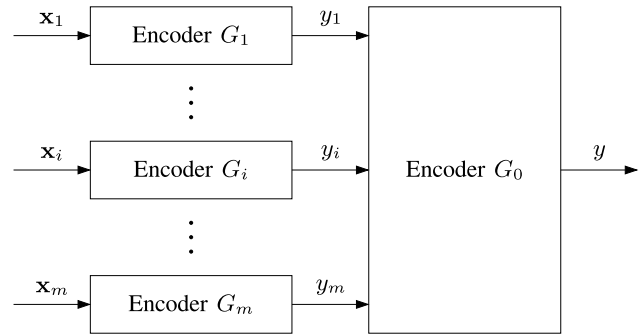 x₁ Encoder G₁ y₁
xᵢ Encoder Gᵢ yᵢ Encoder G₀ y
xₘ Encoder Gₘ yₘ